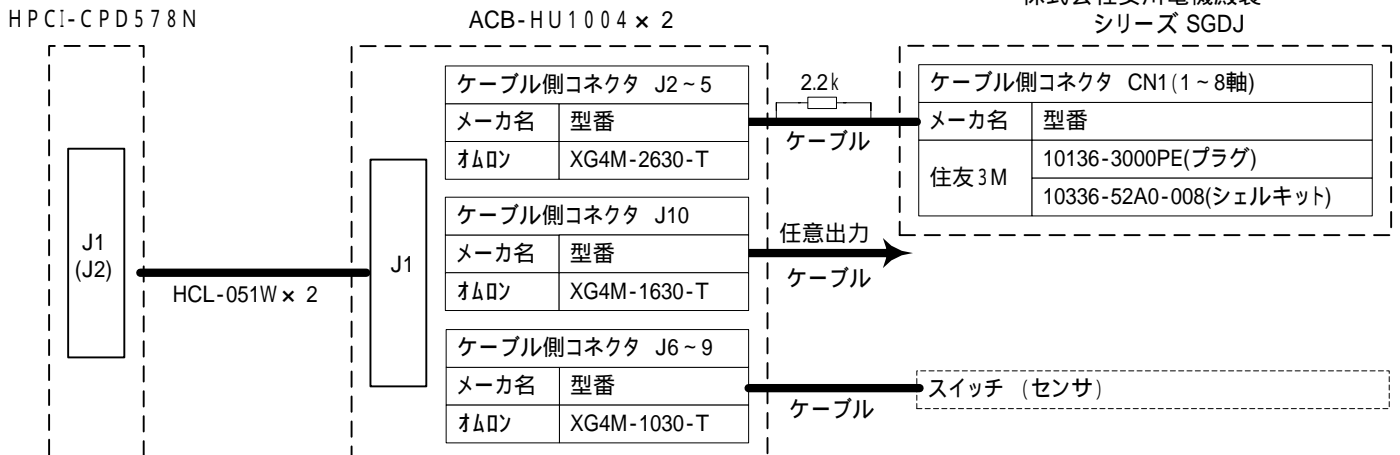 HPCI-CPD578N
J1
(J2)
HCL-051W× 2
ACB-HU1004× 2
J1
ケーブル側コネクタ J2~5
メーカ名 型番
オムロン XG4M-2630-T
ケーブル側コネクタ J10
メーカ名 型番
オムロン XG4M-1630-T
ケーブル側コネクタ J6~9
メーカ名 型番
オムロン XG4M-1030-T
2.2k
ケーブル
任意出力
ケーブル
ケーブル
シリーズ SGDJ
ケーブル側コネクタ CN1(1~8軸)
メーカ名 型番
住友3M 10136-3000PE(プラグ)
10336-52A0-008(シェルキット)
スイッチ (センサ)